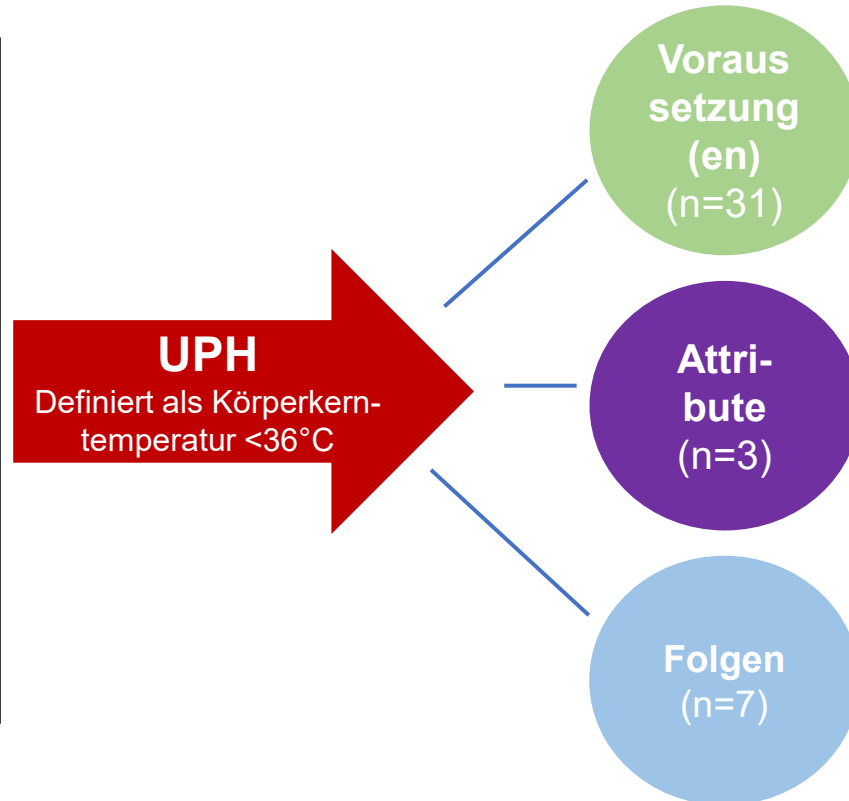 Voraus
setzung
(en)
(n=31)
UPH
Definiert als Körperkern-
temperatur <36°C
Attri-
bute
(n=3)
Folgen
(n=7)